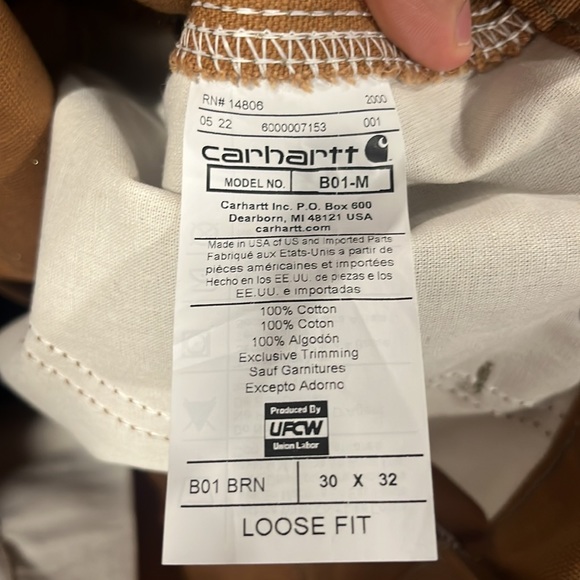 RN# 14806 2000
05 22 6000007153 001
carhartt
MODEL NO. B01-M
Carhartt Inc. P.O. Box 600
Dearborn, MI 48121 USA
carhartt.com
Made in USA of US and Imported Parts
Fabriqué aux Etats-Unis a partir de
pièces américaines et importées
Hecho en los EE.UU. de piezas e los
EE.UU. e importadas
100% Cotton
100% Coton
100% Algodón
Exclusive Trimming
Sauf Garnitures
Excepto Adorno
Produced By
UFCW
Union Labor
B01 BRN 30 X 32
LOOSE FIT